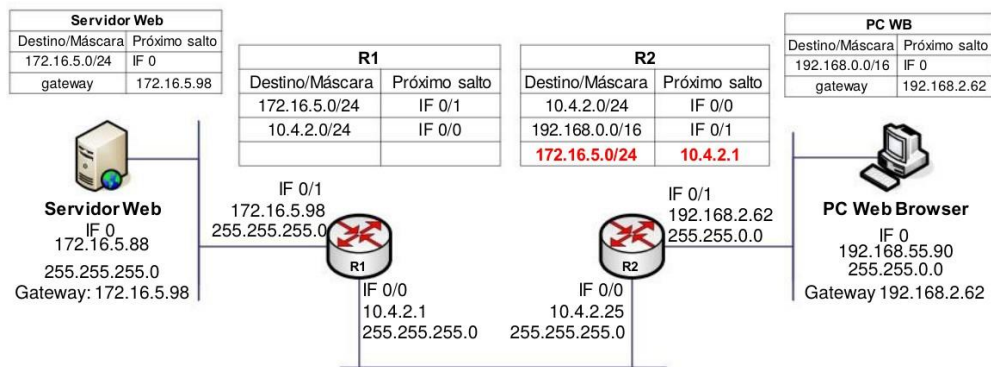 Servidor Web
Destino/Máscara Próximo salto
172.16.5.0/24 IF 0
gateway 172.16.5.98
R1
Destino/Máscara Próximo salto
172.16.5.0/24 IF 0/1
10.4.2.0/24 IF 0/0
R2
Destino/Máscara Próximo salto
10.4.2.0/24 IF 0/0
192.168.0.0/16 IF 0/1
172.16.5.0/24 10.4.2.1
PC WB
Destino/Máscara Próximo salto
192.168.0.0/16 IF 0
gateway 192.168.2.62
Servidor Web
IF 0
172.16.5.88
255.255.255.0
Gateway: 172.16.5.98
IF 0/1
172.16.5.98
255.255.255.0
R1
IF 0/0
10.4.2.1
255.255.255.0
IF 0/1
192.168.2.62
255.255.0.0
R2
IF 0/0
10.4.2.25
255.255.255.0
PC Web Browser
IF 0
192.168.55.90
255.255.0.0
Gateway 192.168.2.62